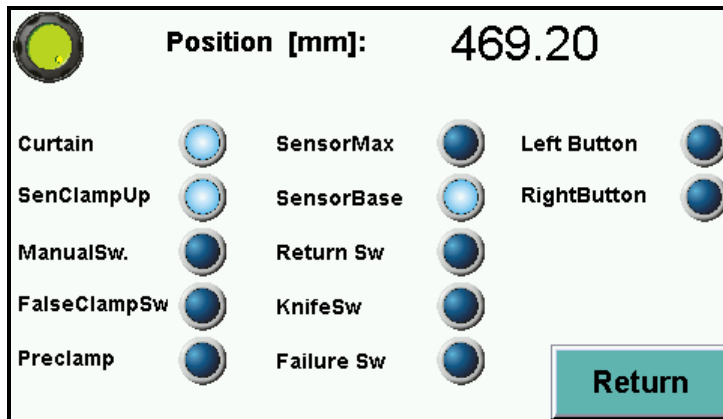 Position [mm]: 469.20
Curtain SensorMax Left Button
SenClampUp SensorBase RightButton
ManualSw. Return Sw
FalseClampSw KnifeSw
Preclamp Failure Sw
Return